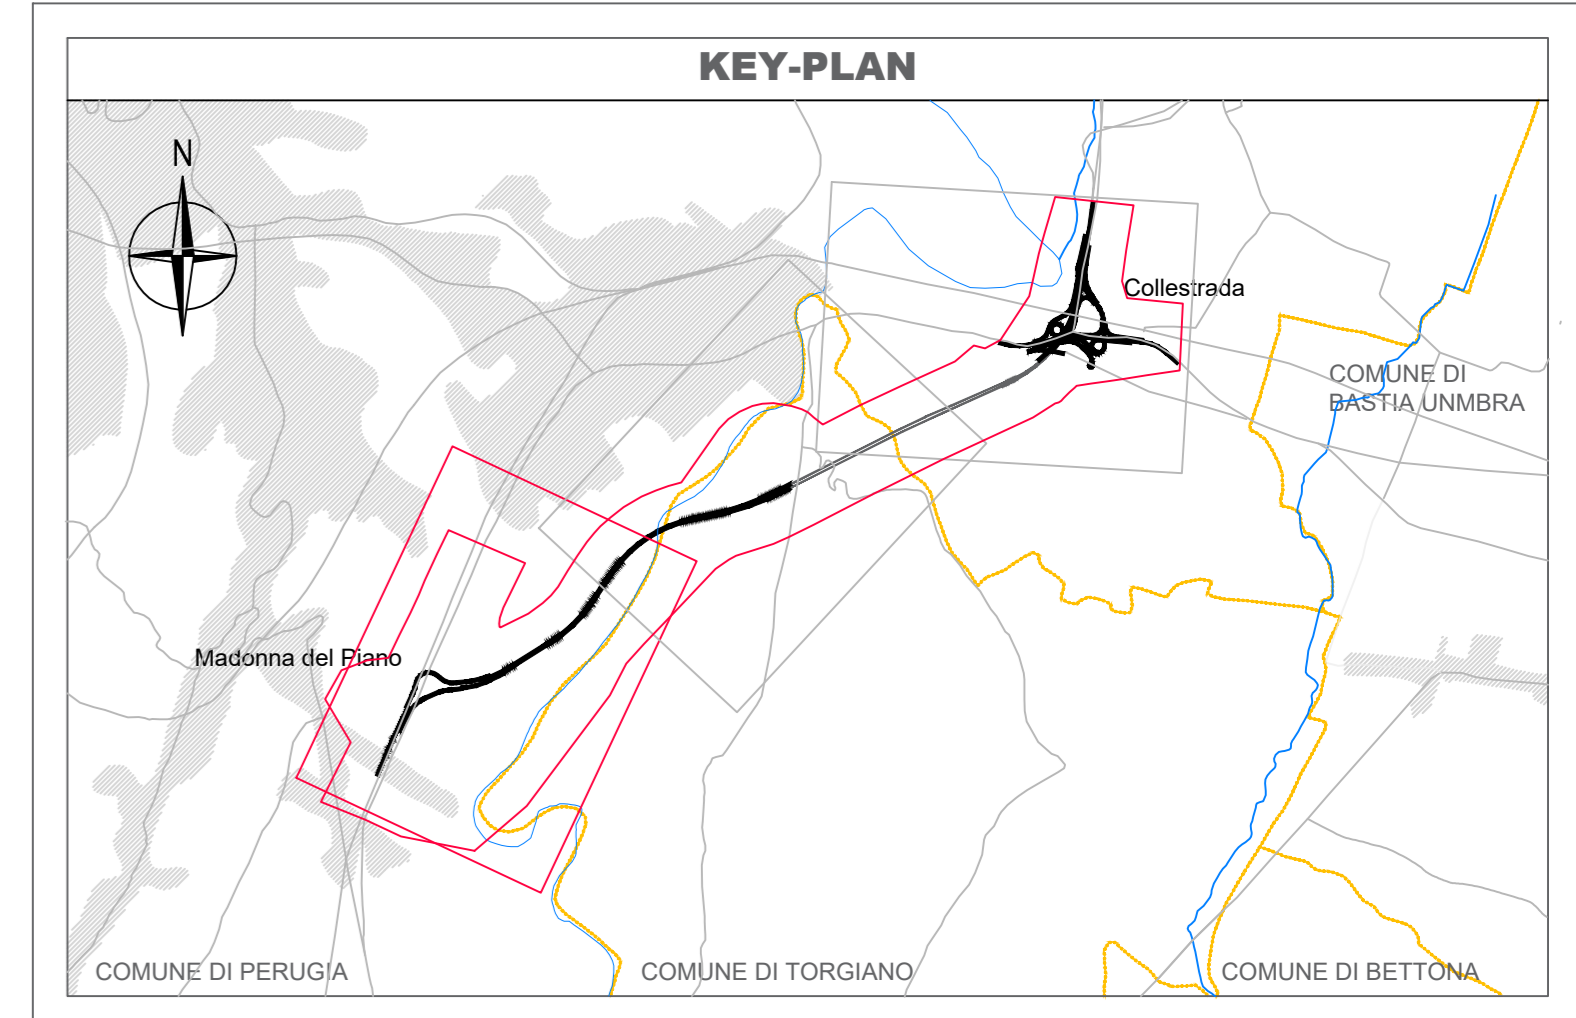 KEY-PLAN
N
Collestrada
COMUNE DI
BASTIA UNMBRA
Madonna del Piano
COMUNE DI PERUGIA
COMUNE DI TORGIANO
COMUNE DI BETTONA